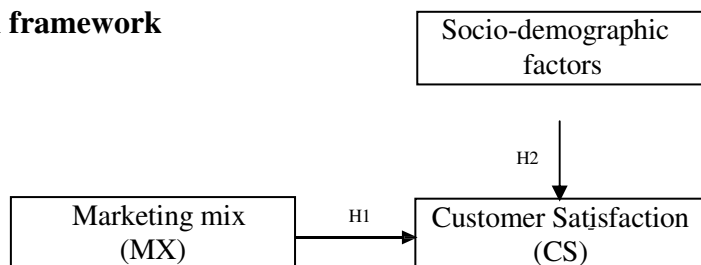 framework
Socio-demographic
factors
H2
Marketing mix
(MX)
H1
Customer Satisfaction
(CS)